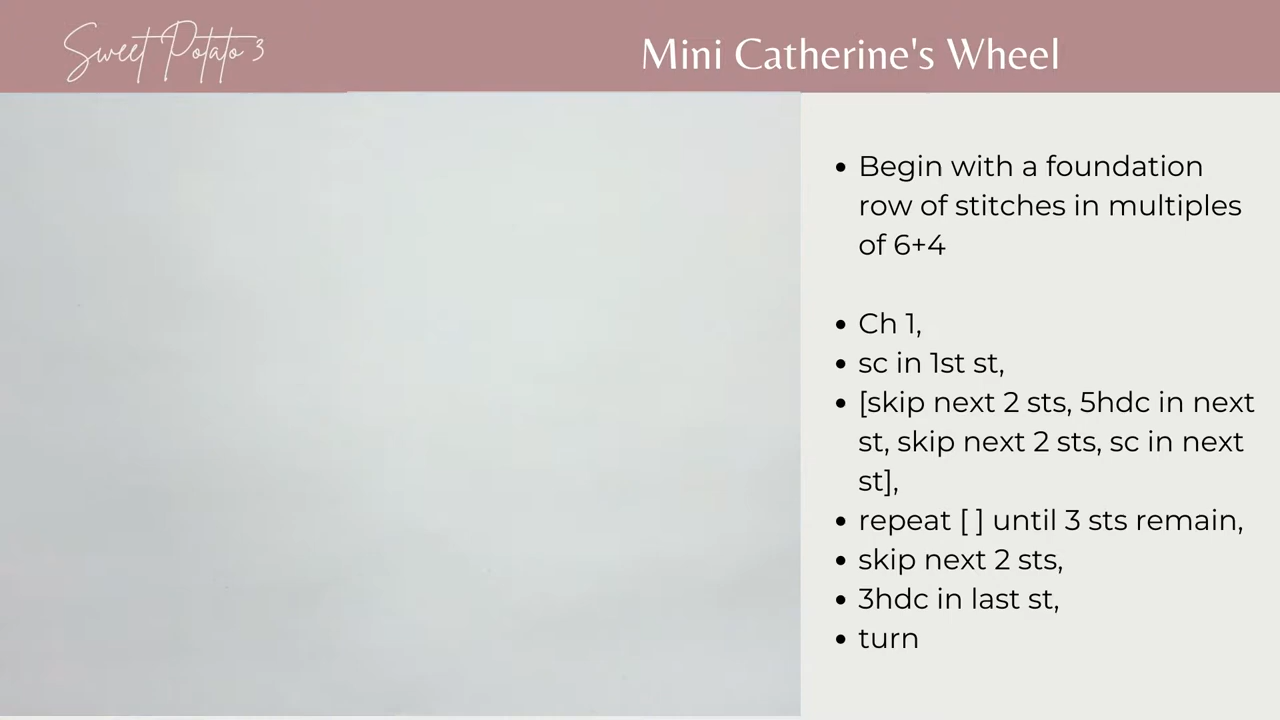 Sweet Potato 3
Mini Catherine's Wheel
• Begin with a foundation
row of stitches in multiples
of 6+4
• Ch 1,
• sc in 1st st,
• [skip next 2 sts, 5hdc in next
st, skip next 2 sts, sc in next
st],
• repeat [ ] until 3 sts remain,
• skip next 2 sts,
• 3hdc in last st,
• turn